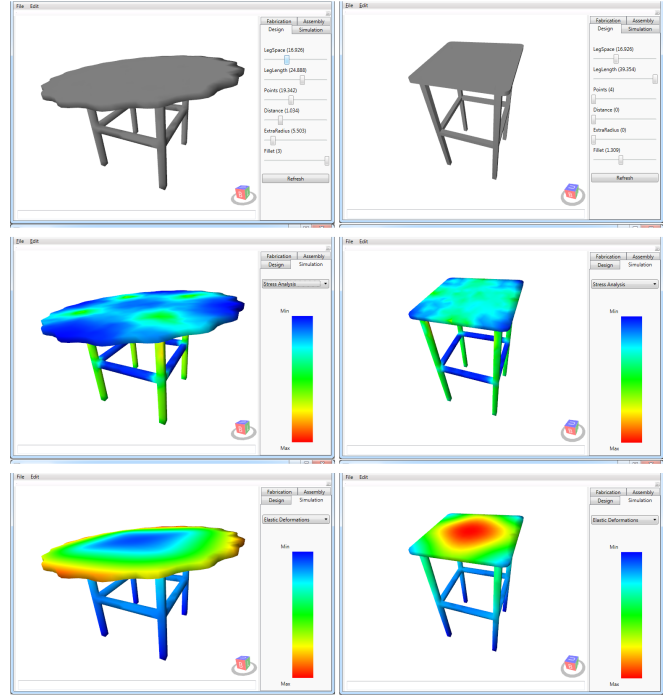 File Edit
Fabrication Assembly
Design Simulation
LegSpace (16.926)
LegLength (24.888)
Points (19.342)
Distance (1.034)
ExtraRadius (5.503)
Fillet (3)
Refresh
File Edit
Fabrication Assembly
Design Simulation
LegSpace (16.926)
LegLength (39.354)
Points (4)
Distance (0)
ExtraRadius (0)
Fillet (1.309)
Refresh
File Edit
Fabrication Assembly
Design Simulation
Stress Analysis
Min
Max
File Edit
Fabrication Assembly
Design Simulation
Stress Analysis
Min
Max
File Edit
Fabrication Assembly
Design Simulation
Elastic Deformations
Min
Max
File Edit
Fabrication Assembly
Design Simulation
Elastic Deformations
Min
Max